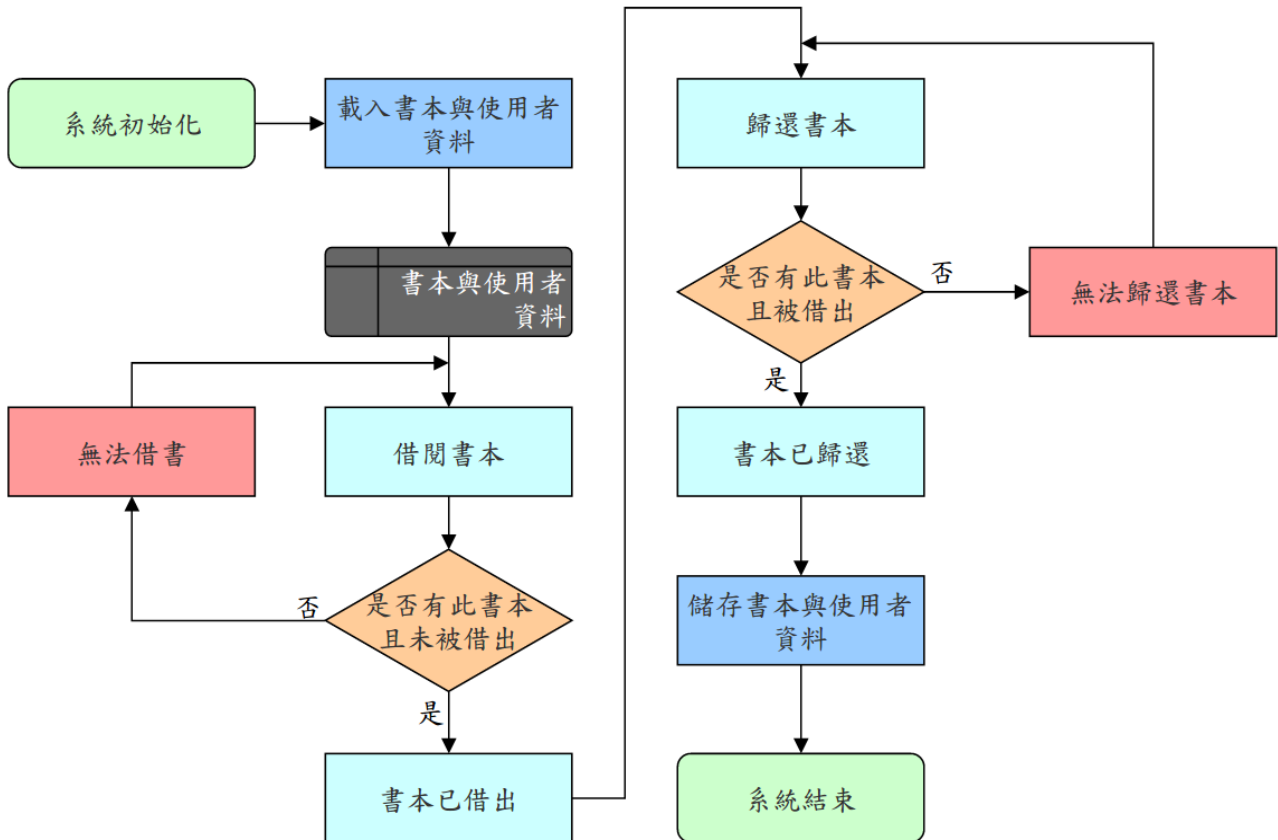 系統初始化
載入書本與使用者
資料
書本與使用者
資料
無法借書
借閱書本
否
是否有此書本
且未被借出
是
書本已借出
歸還書本
是否有此書本
且被借出
否
無法歸還書本
是
書本已歸還
儲存書本與使用者
資料
系統結束